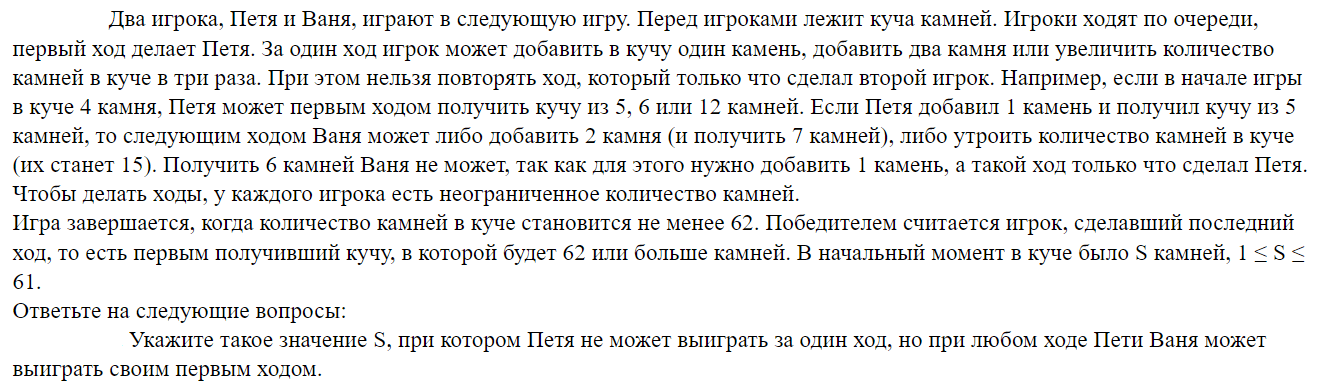 Два игрока, Петя и Ваня, играют в следующую игру. Перед игроками лежит куча камней. Игроки ходят по очереди,
первый ход делает Петя. За один ход игрок может добавить в кучу один камень, добавить два камня или увеличить количество
камней в куче в три раза. При этом нельзя повторять ход, который только что сделал второй игрок. Например, если в начале игры
в куче 4 камня, Петя может первым ходом получить кучу из 5, 6 или 12 камней. Если Петя добавил 1 камень и получил кучу из 5
камней, то следующим ходом Ваня может либо добавить 2 камня (и получить 7 камней), либо утроить количество камней в куче
(их станет 15). Получить 6 камней Ваня не может, так как для этого нужно добавить 1 камень, а такой ход только что сделал Петя.
Чтобы делать ходы, у каждого игрока есть неограниченное количество камней.
Игра завершается, когда количество камней в куче становится не менее 62. Победителем считается игрок, сделавший последний
ход, то есть первым получивший кучу, в которой будет 62 или больше камней. В начальный момент в куче было S камней, 1 ≤ S ≤
61.
Ответьте на следующие вопросы:
Укажите такое значение S, при котором Петя не может выиграть за один ход, но при любом ходе Пети Ваня может
выиграть своим первым ходом.